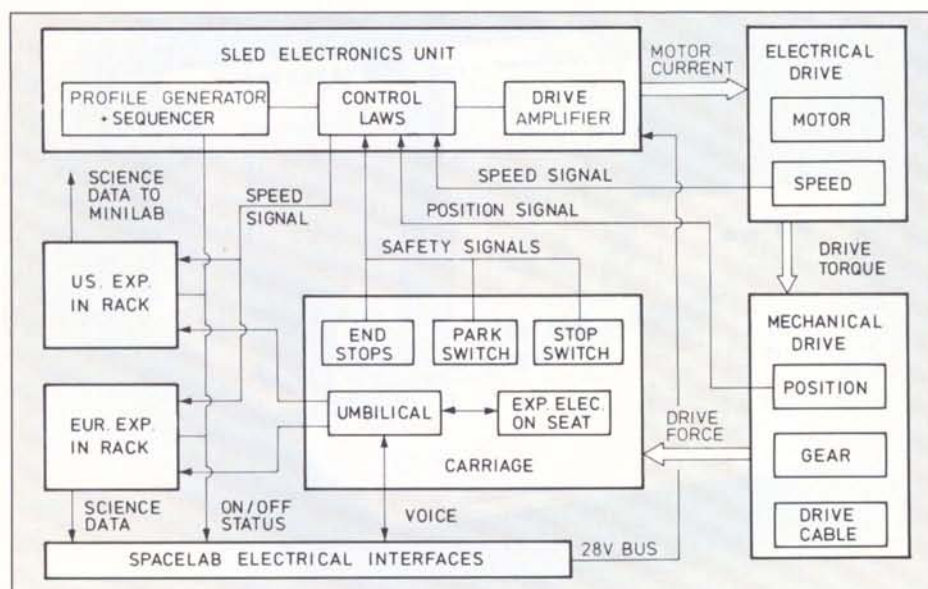 SLED ELECTRONICS UNIT
PROFILE GENERATOR
+ SEQUENCER
CONTROL
LAWS
DRIVE
AMPLIFIER
MOTOR
CURRENT
ELECTRICAL
DRIVE
MOTOR
SPEED
SCIENCE
DATA TO
MINILAB
SPEED
SIGNAL
SPEED SIGNAL
POSITION SIGNAL
SAFETY SIGNALS
DRIVE
TORQUE
US. EXP.
IN RACK
END
STOPS
PARK
SWITCH
STOP
SWITCH
MECHANICAL
DRIVE
POSITION
GEAR
DRIVE
CABLE
EUR. EXP.
IN RACK
UMBILICAL
EXP. ELEC.
ON SEAT
CARRIAGE
DRIVE
FORCE
SCIENCE
DATA
ON/OFF
STATUS
VOICE
SPACELAB ELECTRICAL INTERFACES
28V BUS